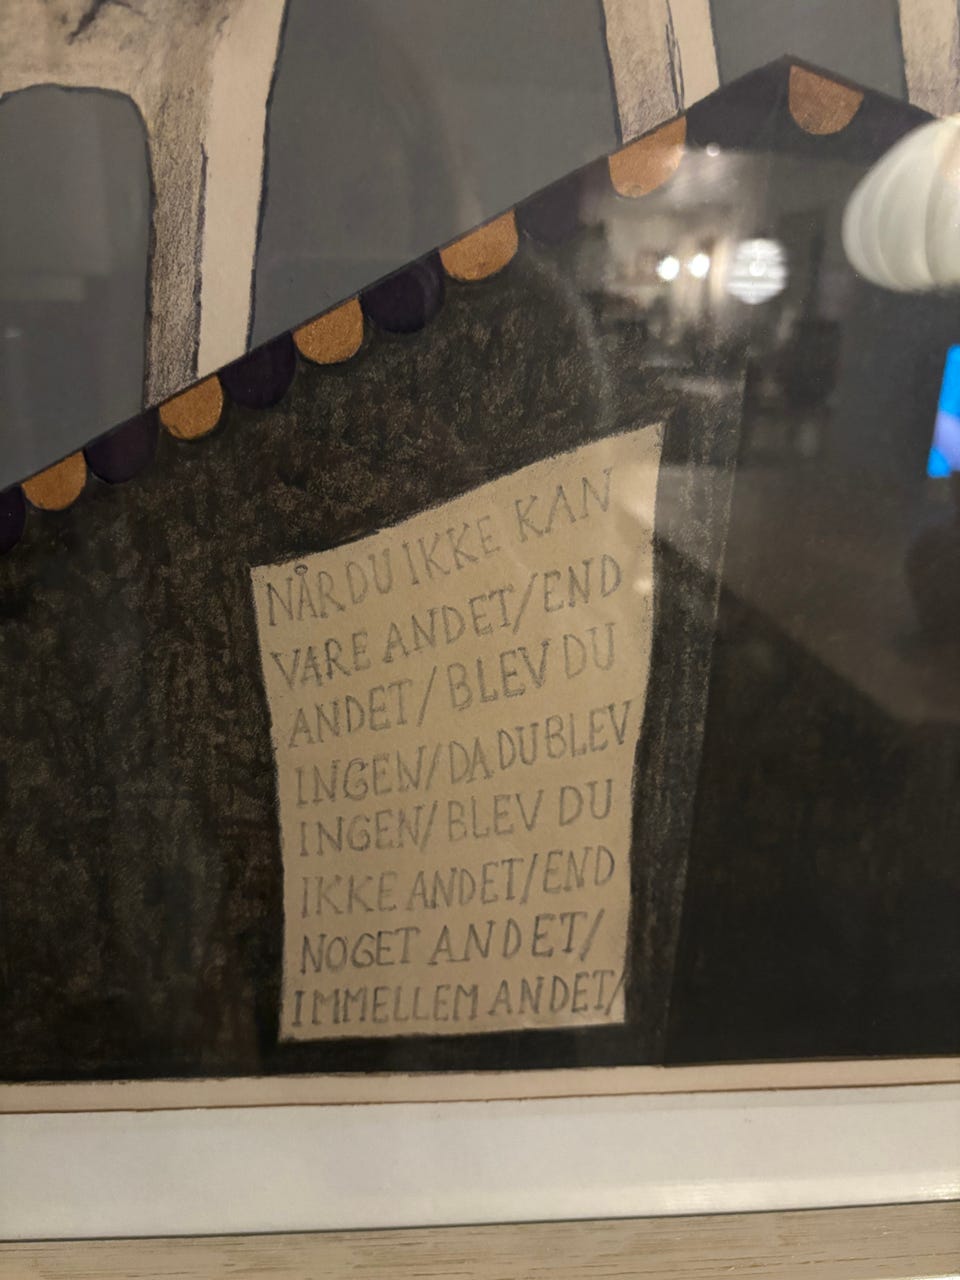 NÅR DU IKKE KAN
VARE ANDET/END
ANDET/BLEV DU
INGEN/DA DU BLEV
INGEN/BLEV DU
IKKE ANDET/END
NOGET ANDET/
IMMELLEM ANDET/